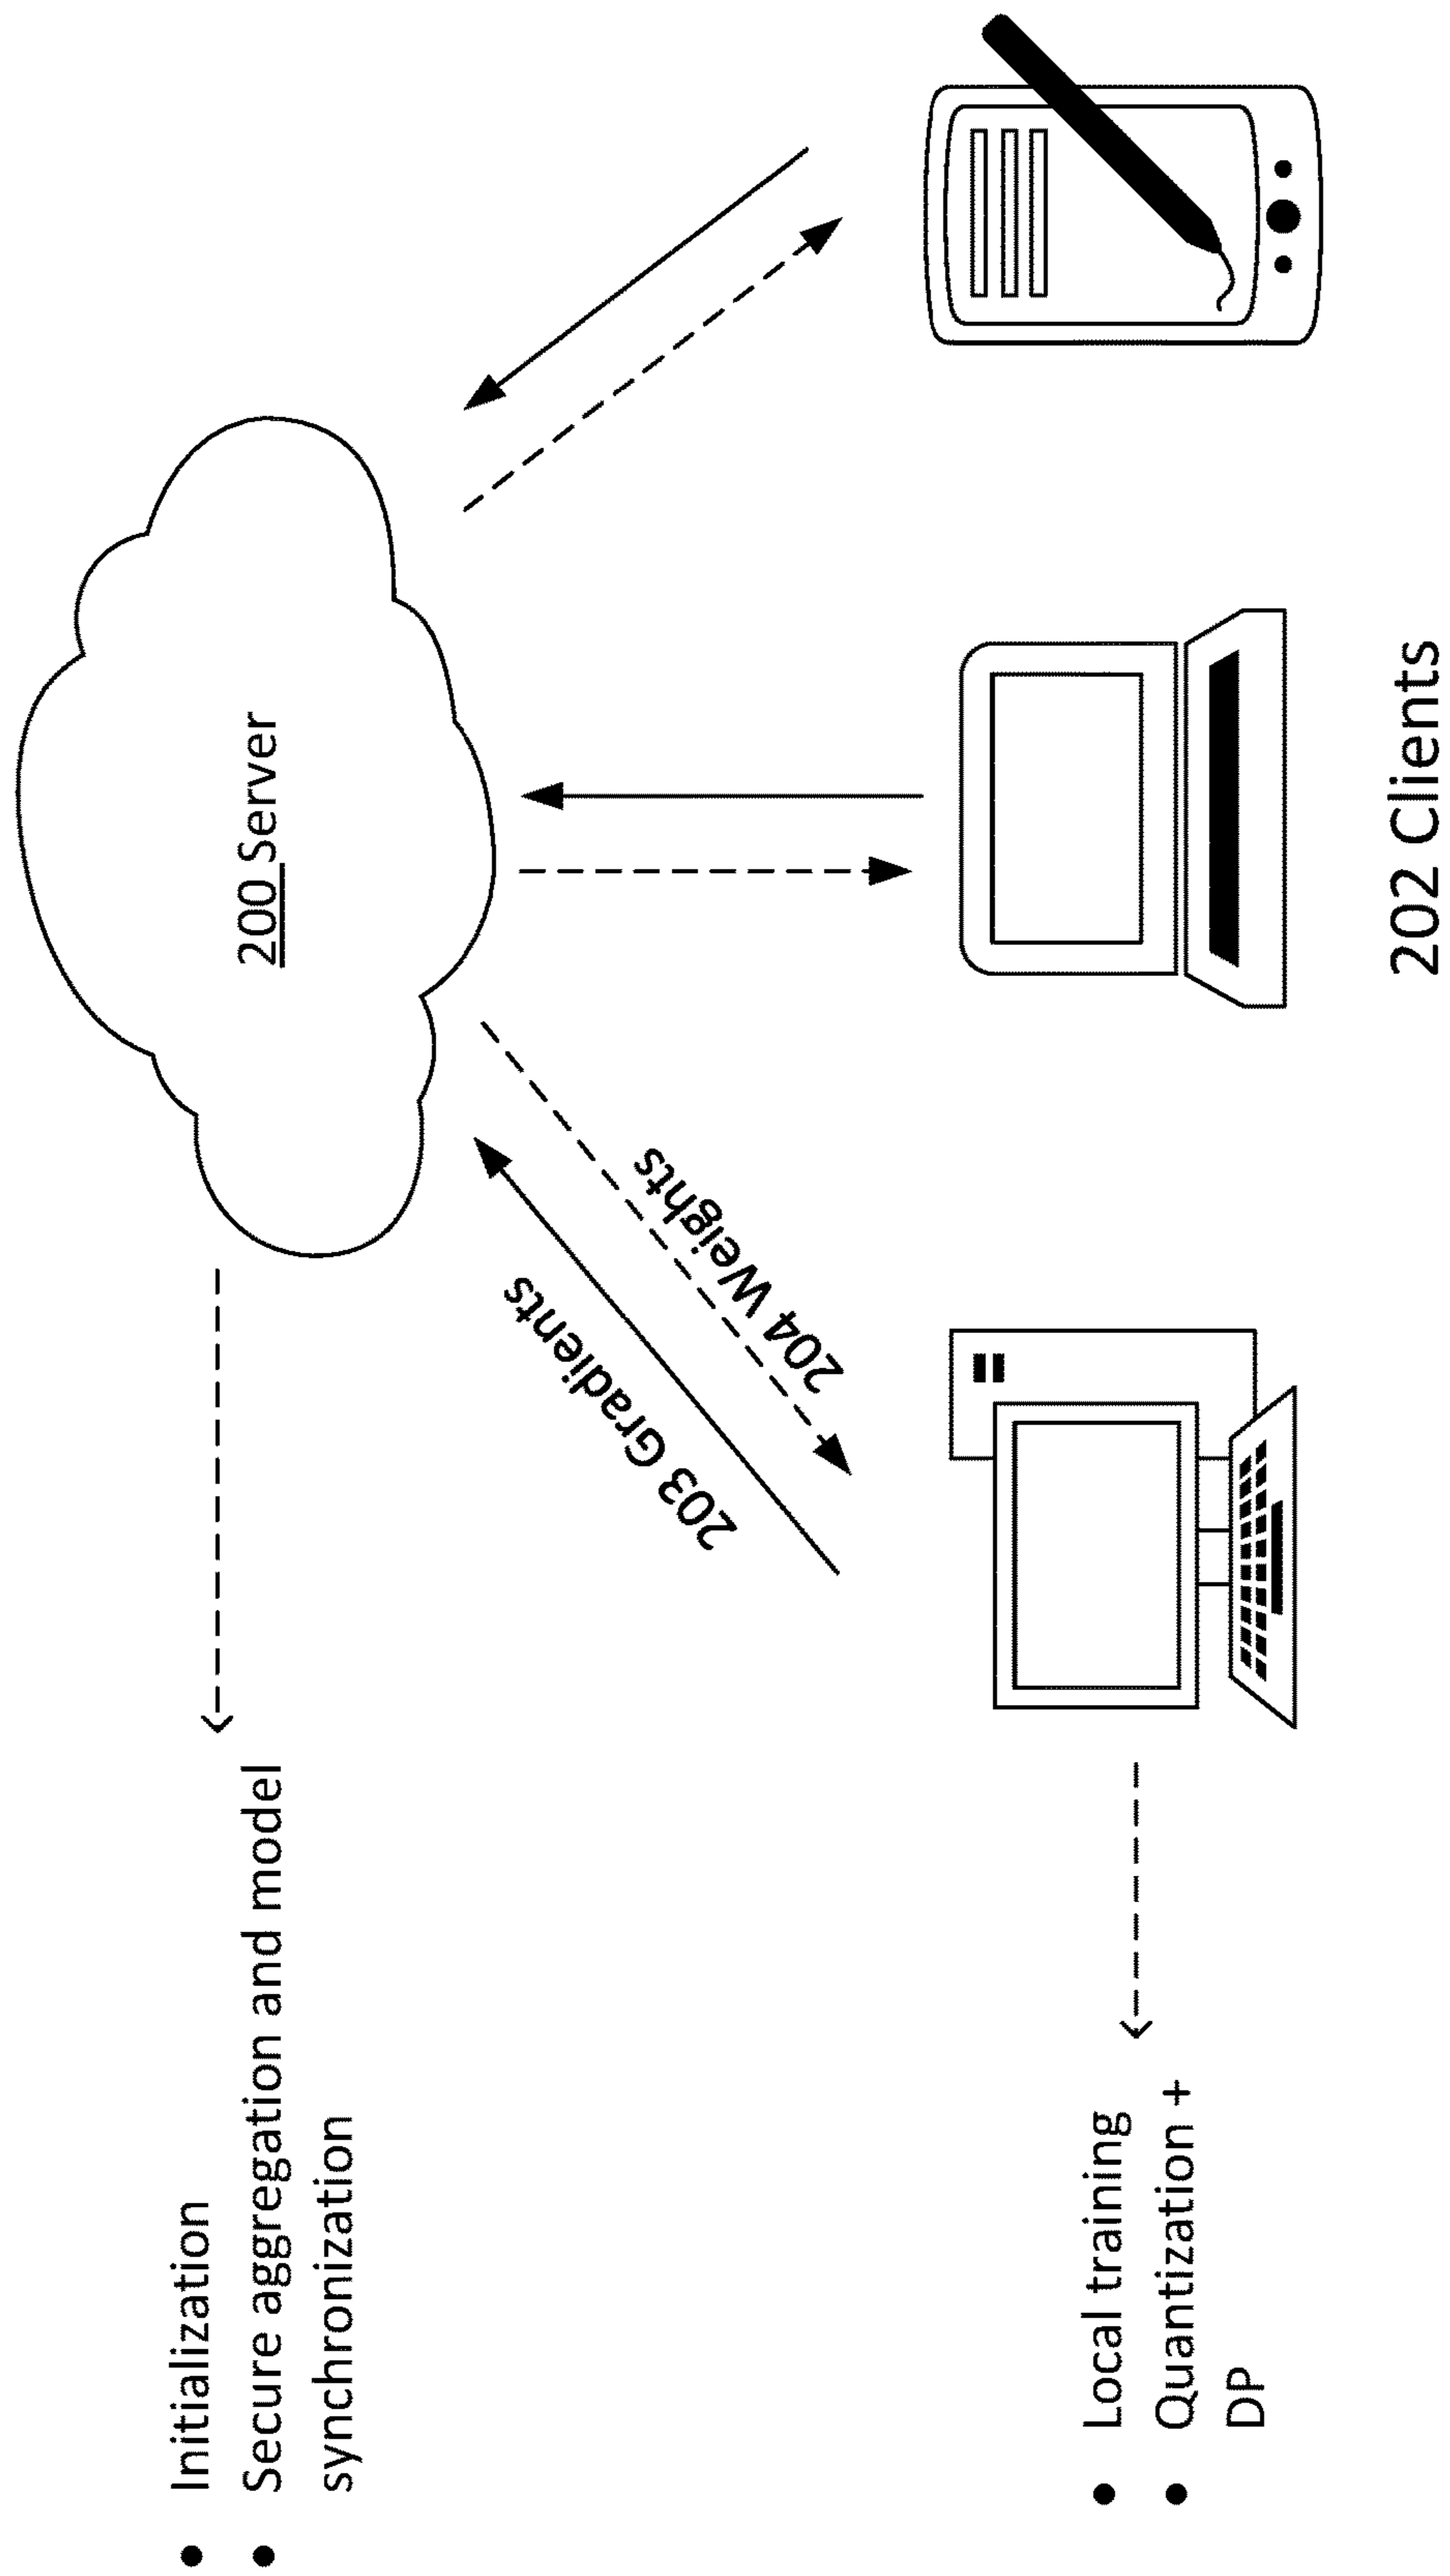 • Initialization
• Secure aggregation and model
synchronization
200 Server
203 Gradients
204 Weights
• Local training
• Quantization +
DP
202 Clients